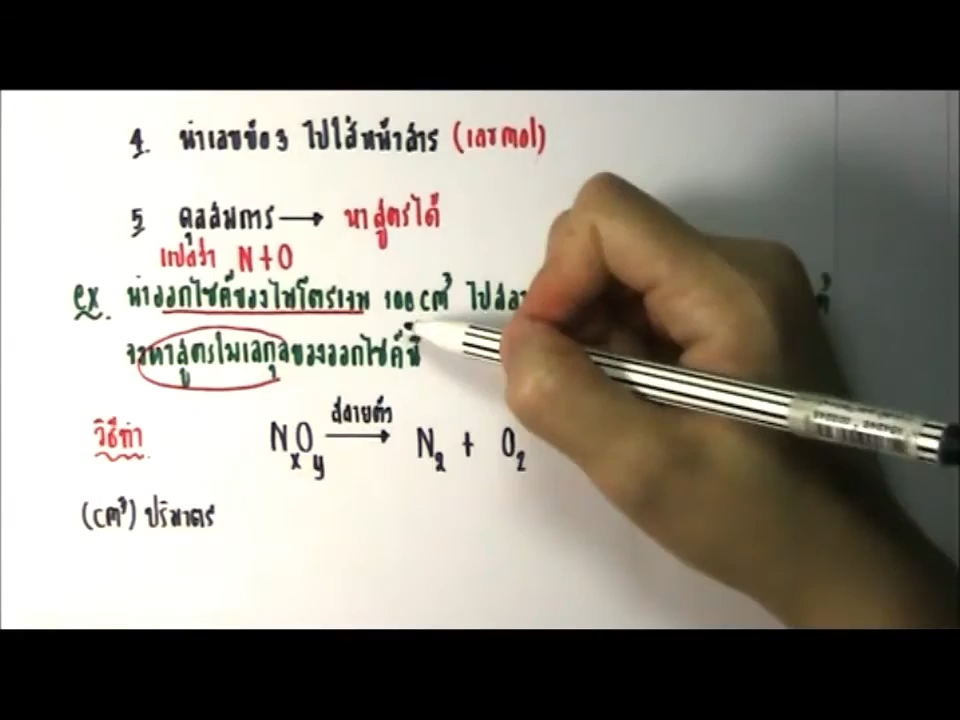 4. นำเลขข้อ 3 ไปใส่หน้าสาร (เลข mol)
5 ดุลสมการ → หาสูตรได้
แปลว่า N+O
ex นำออกไซด์ของไนโตรเจน 100 cm³ ไปสลา
จงหาสูตรโมเลกุลของออกไซด์นี้
วิธีทำ NxOy สลายตัว → N₂ + O₂
(cm³) ปริมาตร